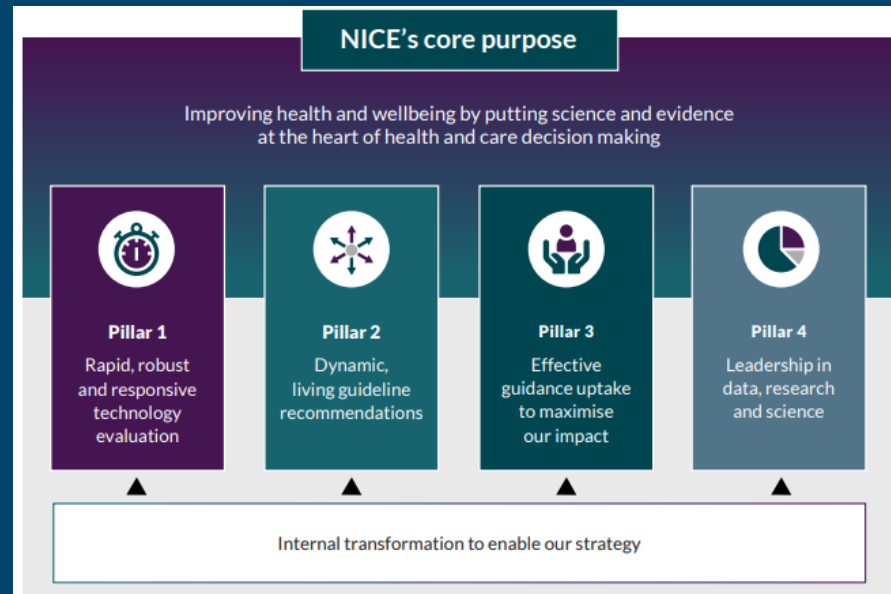 NICE’s core purpose
Improving health and wellbeing by putting science and evidence
at the heart of health and care decision making
Pillar 1
Rapid, robust
and responsive
technology
evaluation
Pillar 2
Dynamic,
living guideline
recommendations
Pillar 3
Effective
guidance uptake
to maximise
our impact
Pillar 4
Leadership in
data, research
and science
Internal transformation to enable our strategy